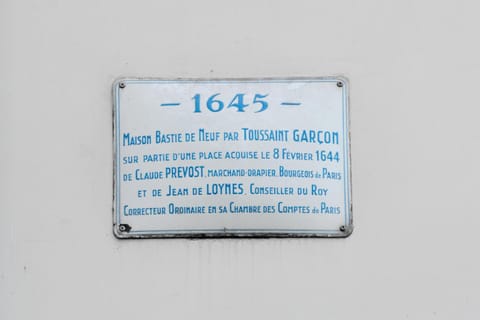 - 1645 -
Maison Bastie de Neuf par Toussaint GARÇON
sur partie d'une place acquise le 8 Février 1644
de Claude PREVOST, marchand-drapier, Bourgeois de Paris
et de Jean de LOYNES, Conseiller du Roy
Correcteur Ordinaire en sa Chambre des Comptes de Paris